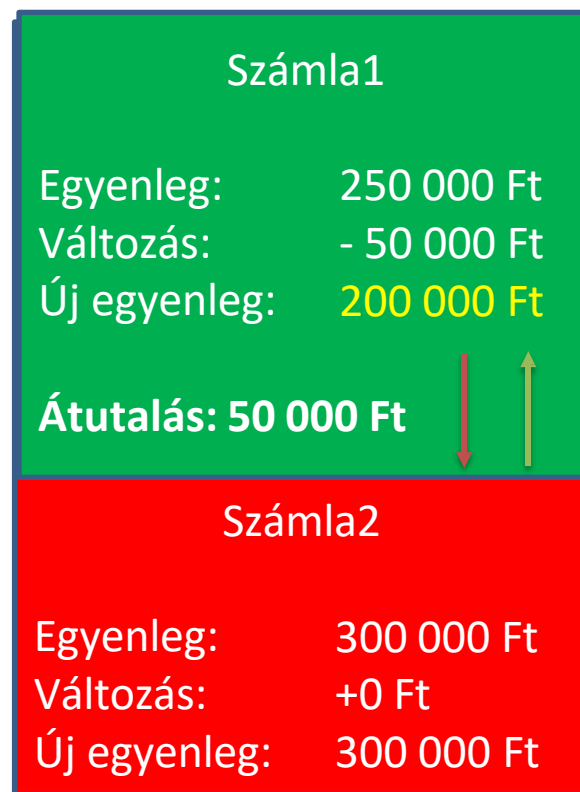 Számla1
Egyenleg: 250 000 Ft
Változás: - 50 000 Ft
Új egyenleg: 200 000 Ft
Átutalás: 50 000 Ft
Számla2
Egyenleg: 300 000 Ft
Változás: +0 Ft
Új egyenleg: 300 000 Ft